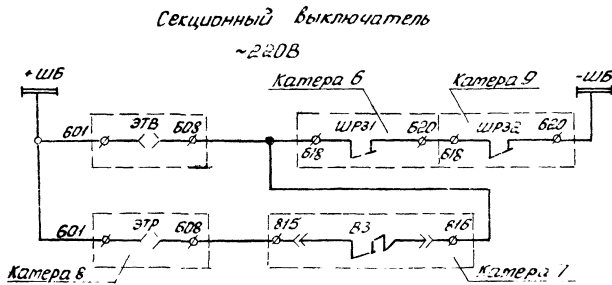 Секционный выключатель
~220В
+ШБ
Камера 6
Камера 9
-ШБ
601
ЭТВ
608
ШРЗ1
620
ШРЗ2
620
618
618
601
ЭТР
608
815
ВЗ
816
Камера 8
Камера 7